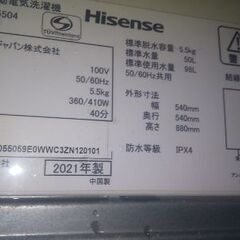 動電気洗濯機
5504
TÜVRheinland
Hisense
ジャパン株式会社
100V
50/60Hz
5.5kg
360/410W
40分
標準脱水容量 5.5kg
標準水量 50L
標準使用水量 98L
50/60Hz共用
外形寸法
幅 540mm
奥行 540mm
高さ 880mm
防水等級 IPX4
055059E0WWC3ZN120101
2021年製
中国製